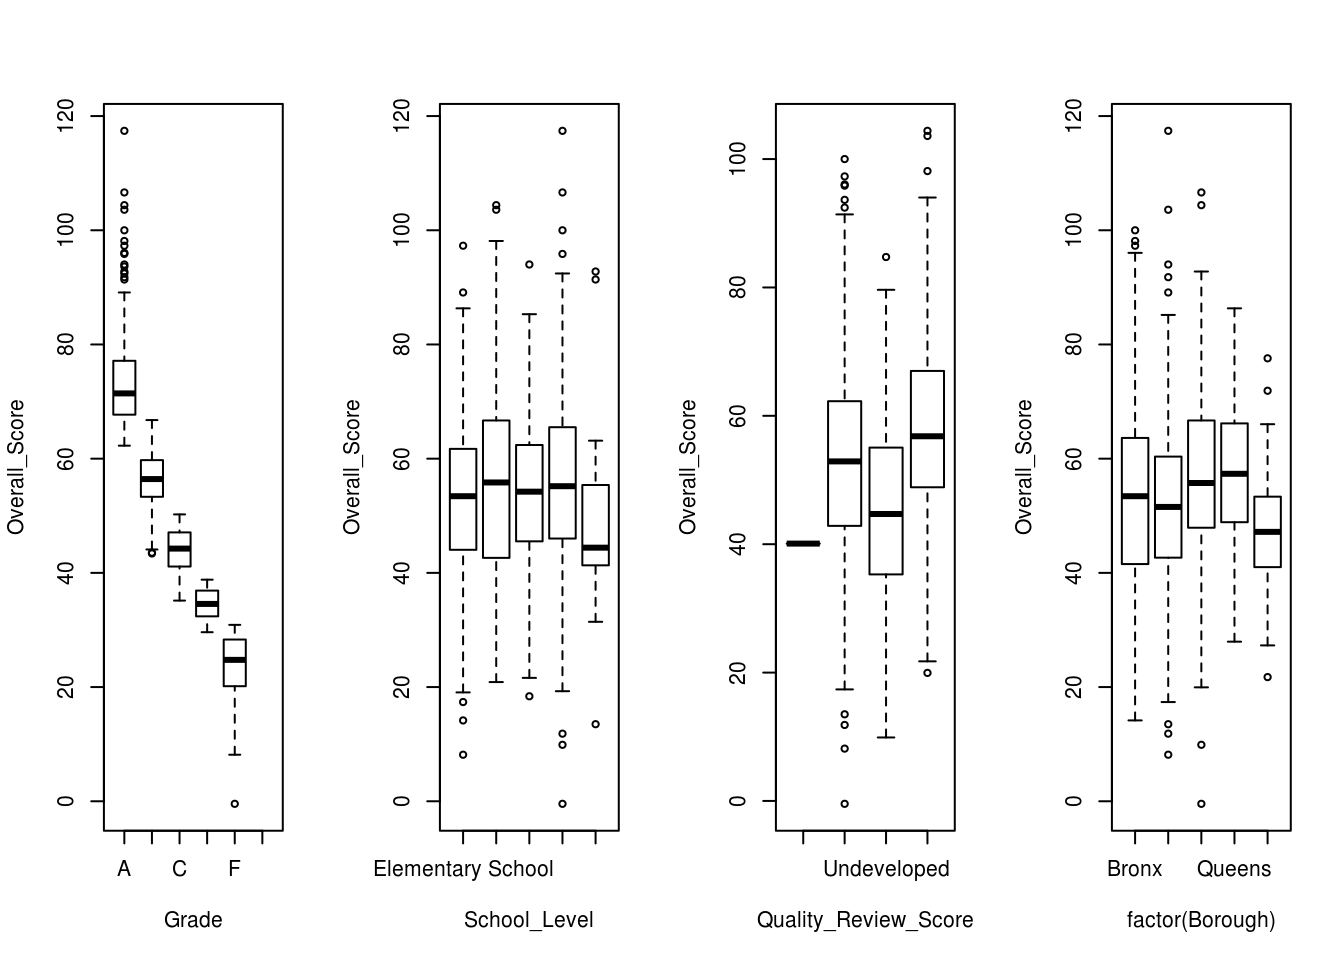 Overall_Score
0 20 40 60 80 100 120
A C F
Grade
Overall_Score
0 20 40 60 80 100 120
Elementary School
School_Level
Overall_Score
0 20 40 60 80 100
Undeveloped
Quality_Review_Score
Overall_Score
0 20 40 60 80 100 120
Bronx Queens
factor(Borough)